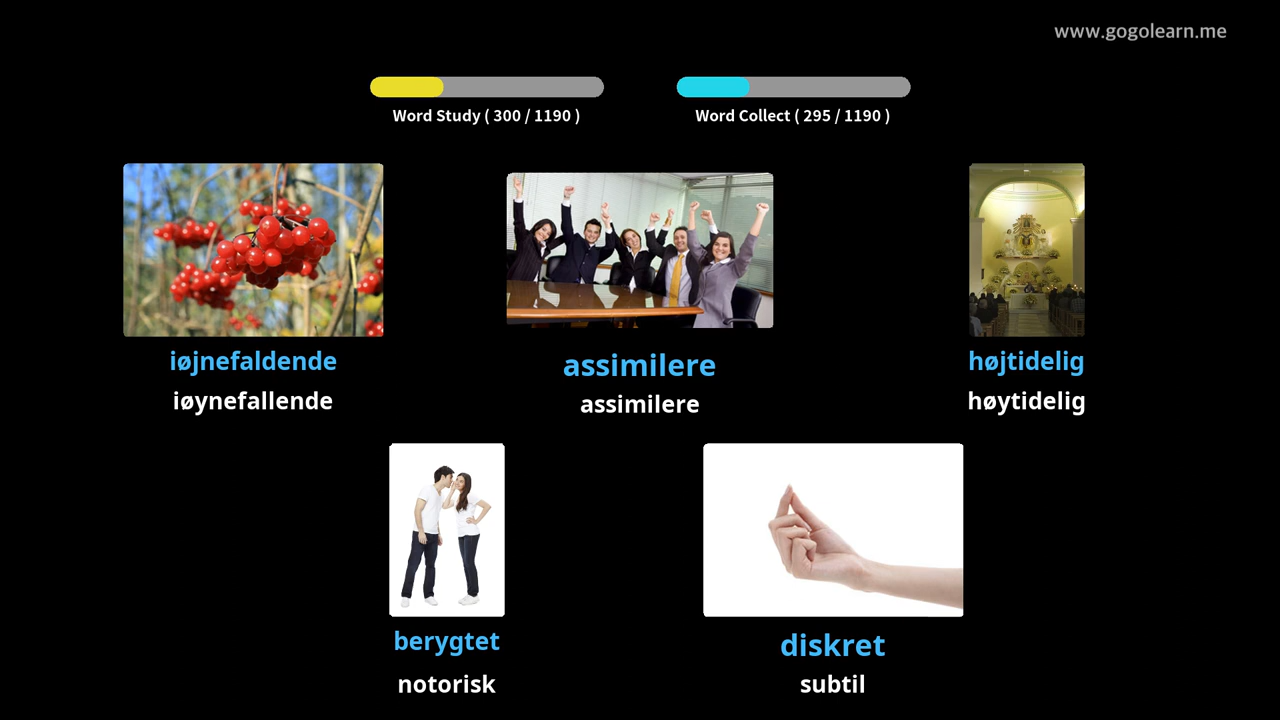 www.gogolearn.me
Word Study ( 300 / 1190 )
Word Collect ( 295 / 1190 )
iøjnefaldende
iøynefallende
assimilere
assimilere
højtidelig
høytidelig
berygtet
notorisk
diskret
subtil